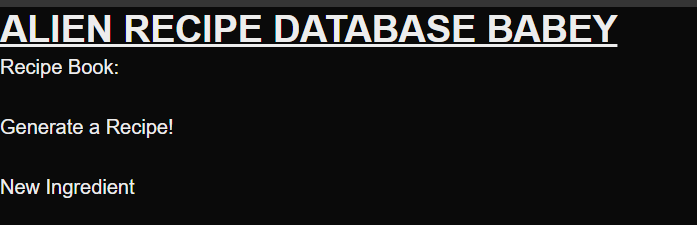 ALIEN RECIPE DATABASE BABEY
Recipe Book:
Generate a Recipe!
New Ingredient